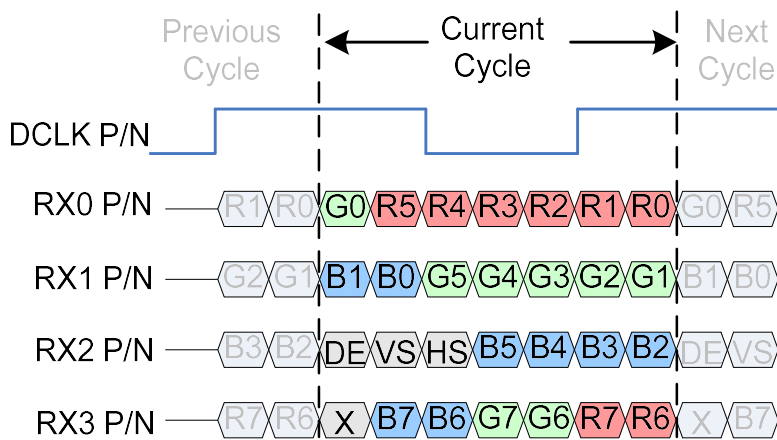 Previous Cycle
Current Cycle
Next Cycle
DCLK P/N
RX0 P/N R1 R0 G0 R5 R4 R3 R2 R1 R0 G0 R5
RX1 P/N G2 G1 B1 B0 G5 G4 G3 G2 G1 B1 B0
RX2 P/N B3 B2 DE VS HS B5 B4 B3 B2 DE VS
RX3 P/N R7 R6 X B7 B6 G7 G6 R7 R6 X B7